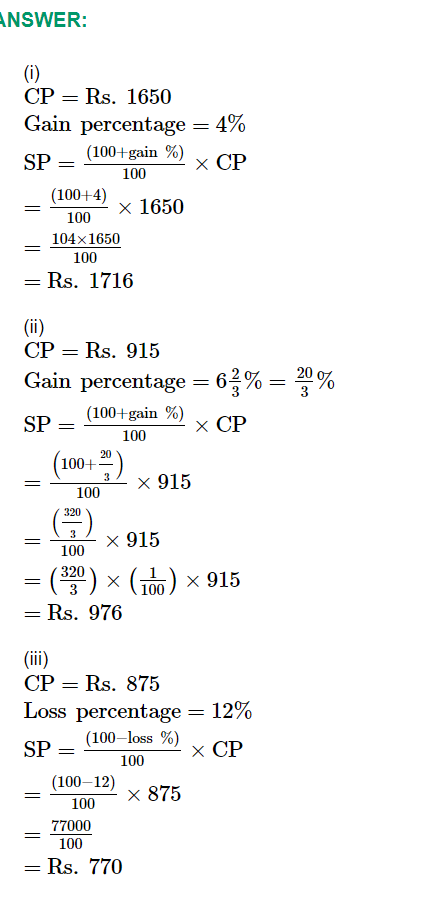 ANSWER:
(i)
CP = Rs. 1650
Gain percentage = 4%
SP = (100+gain %)/100 × CP
= (100+4)/100 × 1650
= 104×1650/100
= Rs. 1716
(ii)
CP = Rs. 915
Gain percentage = 6 2/3% = 20/3%
SP = (100+gain %)/100 × CP
= (100+20/3)/100 × 915
= (320/3)/100 × 915
= (320/3) × (1/100) × 915
= Rs. 976
(iii)
CP = Rs. 875
Loss percentage = 12%
SP = (100−loss %)/100 × CP
= (100−12)/100 × 875
= 77000/100
= Rs. 770